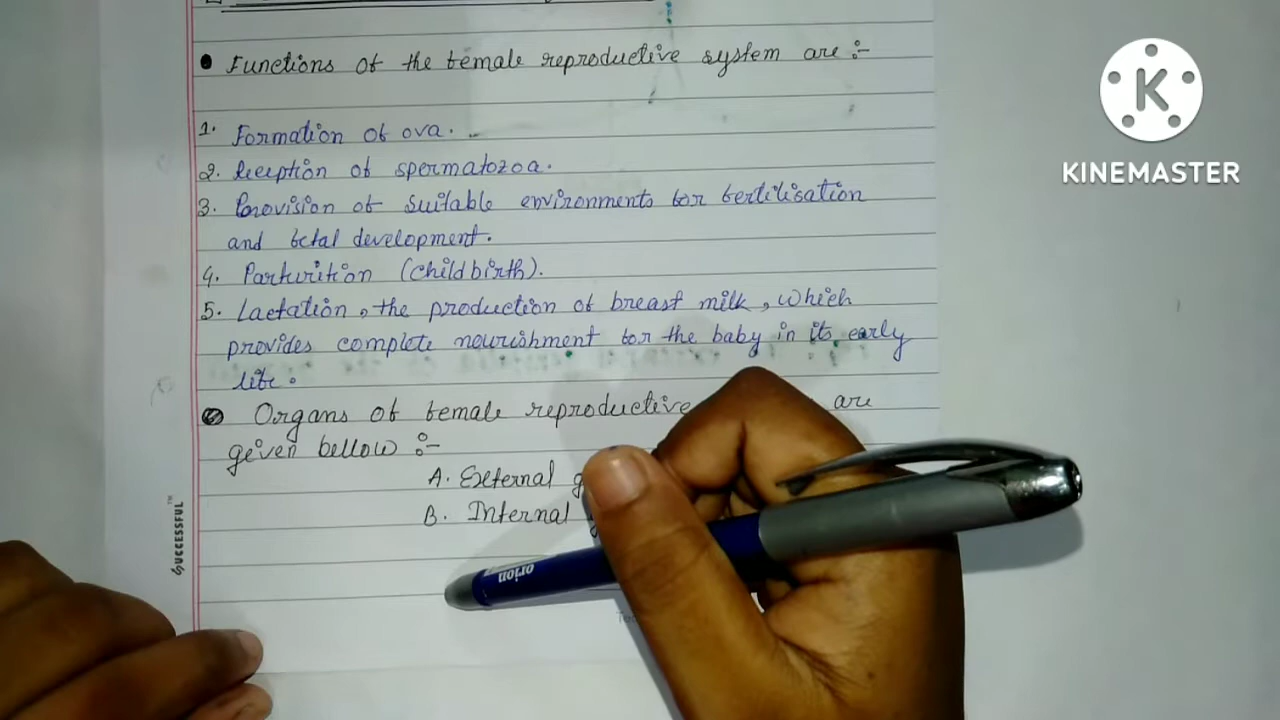 Functions of the female reproductive system are :-
1. Formation of ova.
2. Reception of spermatozoa.
3. Provision of suitable environments for fertilisation
and fetal development.
4. Parturition (childbirth).
5. Lactation, the production of breast milk, which
provides complete nourishment for the baby in its early
life.
Organs of female reproductive are
given bellow :-
A. External
B. Internal
orion
SUCCESSFUL
K
KINEMASTER